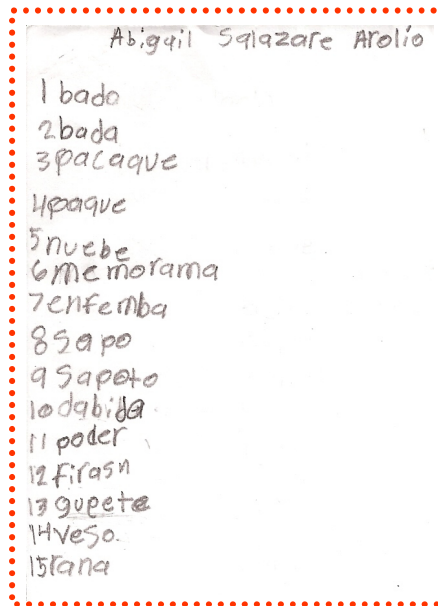 Abigail Salazare Arolio
1 bado
2 bada
3 pacaque
4 paque
5 nuebe
6 memorama
7 enfemba
8 Sapo
9 Sapoto
10 dabida
11 poder
12 firasn
13 gupete
14 veso.
15 rana